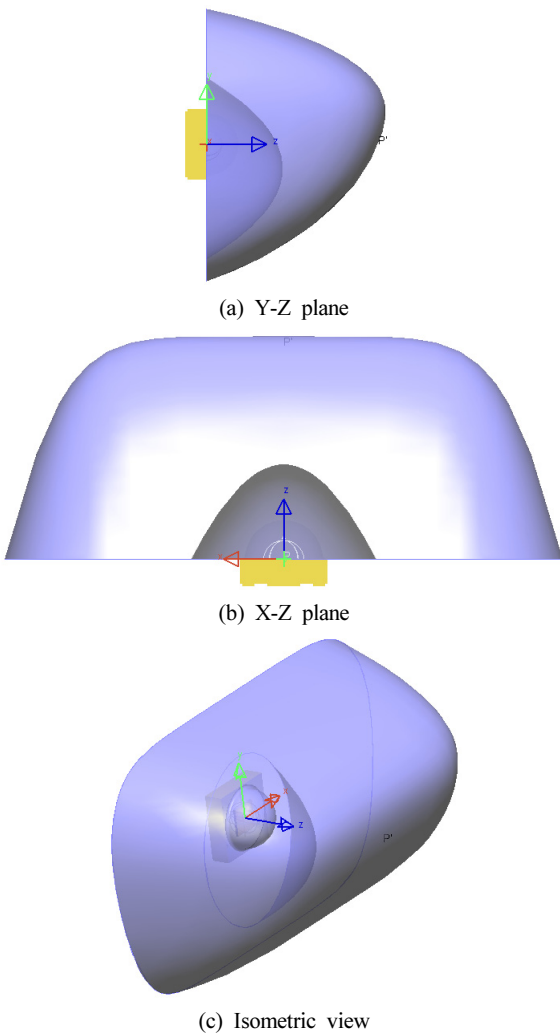 z
P'
(a) Y-Z plane
P'
z
P
(b) X-Z plane
x
z
P'
(c) Isometric view